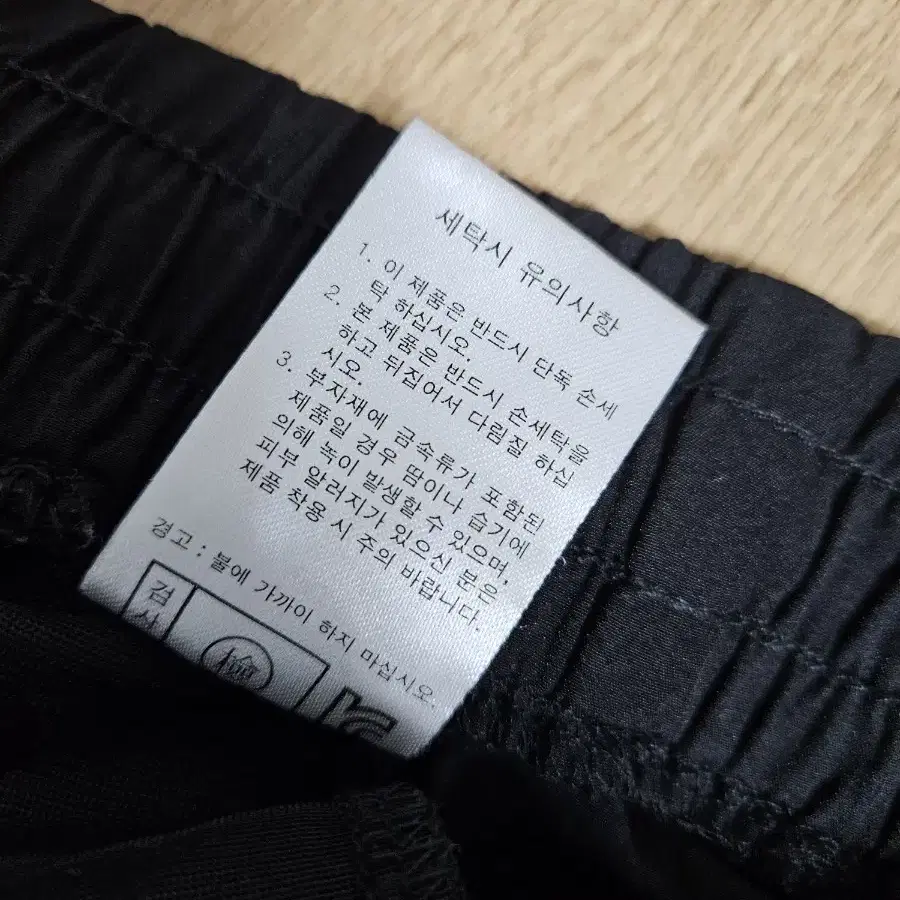 세탁시 유의사항
1. 이 제품은 반드시 단독 손세
탁 하십시오.
2. 본 제품은 반드시 손세탁을
하고 뒤집어서 다림질 하십
시오.
3. 부자재에 금속류가 포함된
제품일 경우 땀이나 습기에
의해 녹이 발생할 수 있으며,
피부 알러지가 있으신 분은
제품 착용 시 주의 바랍니다.
경고 : 불에 가까이 하지 마십시오.
검사
檢